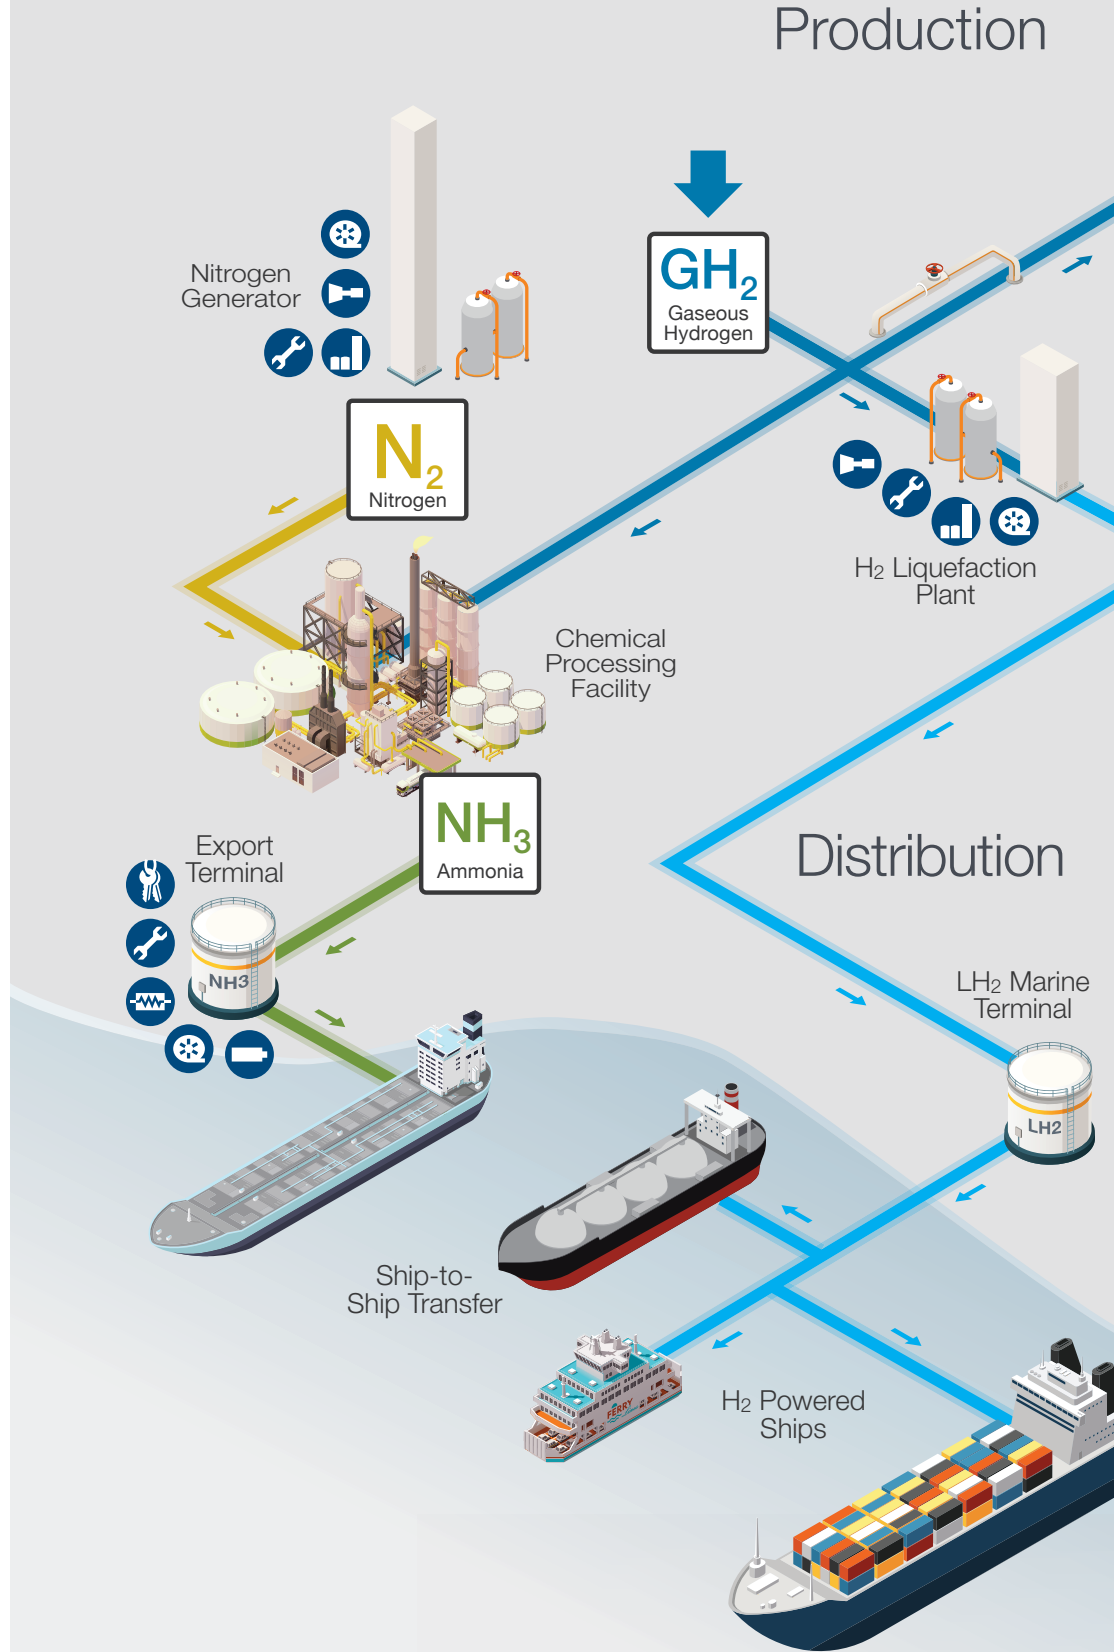 Production
Nitrogen
Generator
GH₂
Gaseous
Hydrogen
N₂
Nitrogen
H₂ Liquefaction
Plant
Chemical
Processing
Facility
NH₃
Ammonia
Export
Terminal
Distribution
NH3
LH₂ Marine
Terminal
LH2
Ship-to-
Ship Transfer
FERRY
H₂ Powered
Ships